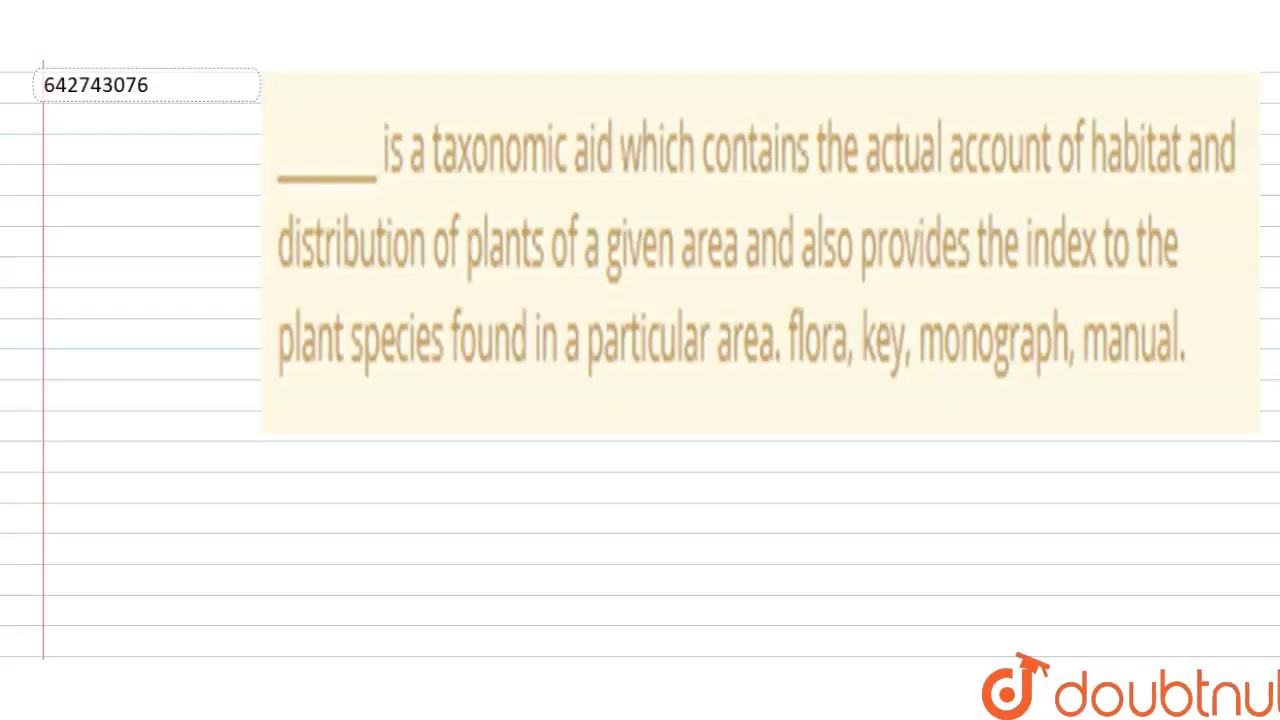 642743076
______ is a taxonomic aid which contains the actual account of habitat and
distribution of plants of a given area and also provides the index to the
plant species found in a particular area. flora, key, monograph, manual.
doubtnut